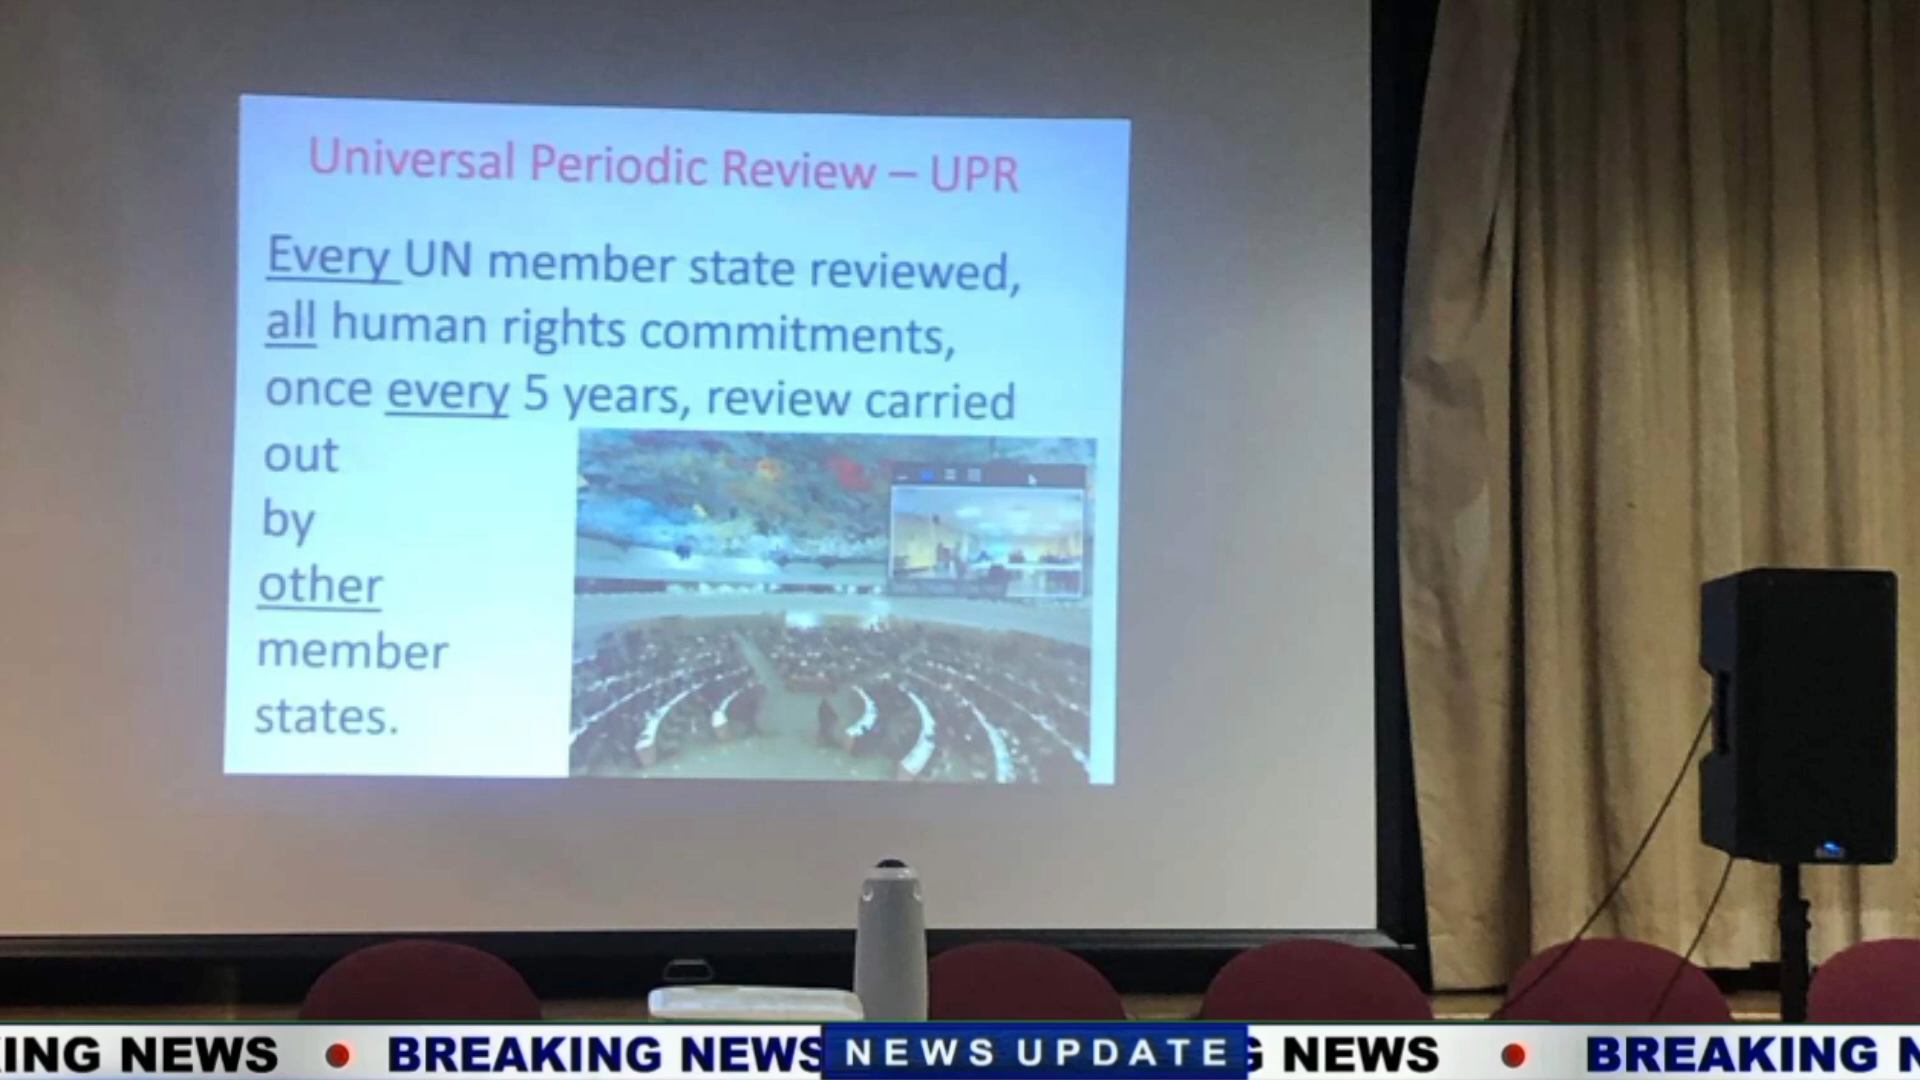 Universal Periodic Review – UPR
Every UN member state reviewed,
all human rights commitments,
once every 5 years, review carried
out
by
other
member
states.
ING NEWS • BREAKING NEWS NEWS UPDATE G NEWS • BREAKING N